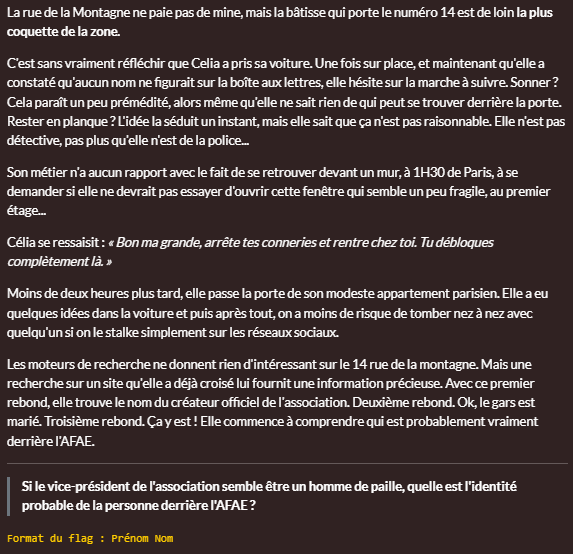 La rue de la Montagne ne paie pas de mine, mais la bâtisse qui porte le numéro 14 est de loin la plus
coquette de la zone.
C'est sans vraiment réfléchir que Celia a pris sa voiture. Une fois sur place, et maintenant qu'elle a
constaté qu'aucun nom ne figurait sur la boîte aux lettres, elle hésite sur la marche à suivre. Sonner ?
Cela paraît un peu prémédité, alors même qu'elle ne sait rien de qui peut se trouver derrière la porte.
Rester en planque ? L'idée la séduit un instant, mais elle sait que ça n'est pas raisonnable. Elle n'est pas
détective, pas plus qu'elle n'est de la police...
Son métier n'a aucun rapport avec le fait de se retrouver devant un mur, à 1H30 de Paris, à se
demander si elle ne devrait pas essayer d'ouvrir cette fenêtre qui semble un peu fragile, au premier
étage...
Célia se ressaisit : « Bon ma grande, arrête tes conneries et rentre chez toi. Tu débloques
complètement là. »
Moins de deux heures plus tard, elle passe la porte de son modeste appartement parisien. Elle a eu
quelques idées dans la voiture et puis après tout, on a moins de risque de tomber nez à nez avec
quelqu'un si on le stalke simplement sur les réseaux sociaux.
Les moteurs de recherche ne donnent rien d'intéressant sur le 14 rue de la montagne. Mais une
recherche sur un site qu'elle a déjà croisé lui fournit une information précieuse. Avec ce premier
rebond, elle trouve le nom du créateur officiel de l'association. Deuxième rebond. Ok, le gars est
marié. Troisième rebond. Ça y est ! Elle commence à comprendre qui est probablement vraiment
derrière l'AFAE.
Si le vice-président de l'association semble être un homme de paille, quelle est l'identité
probable de la personne derrière l'AFAE ?
Format du flag : Prénom Nom